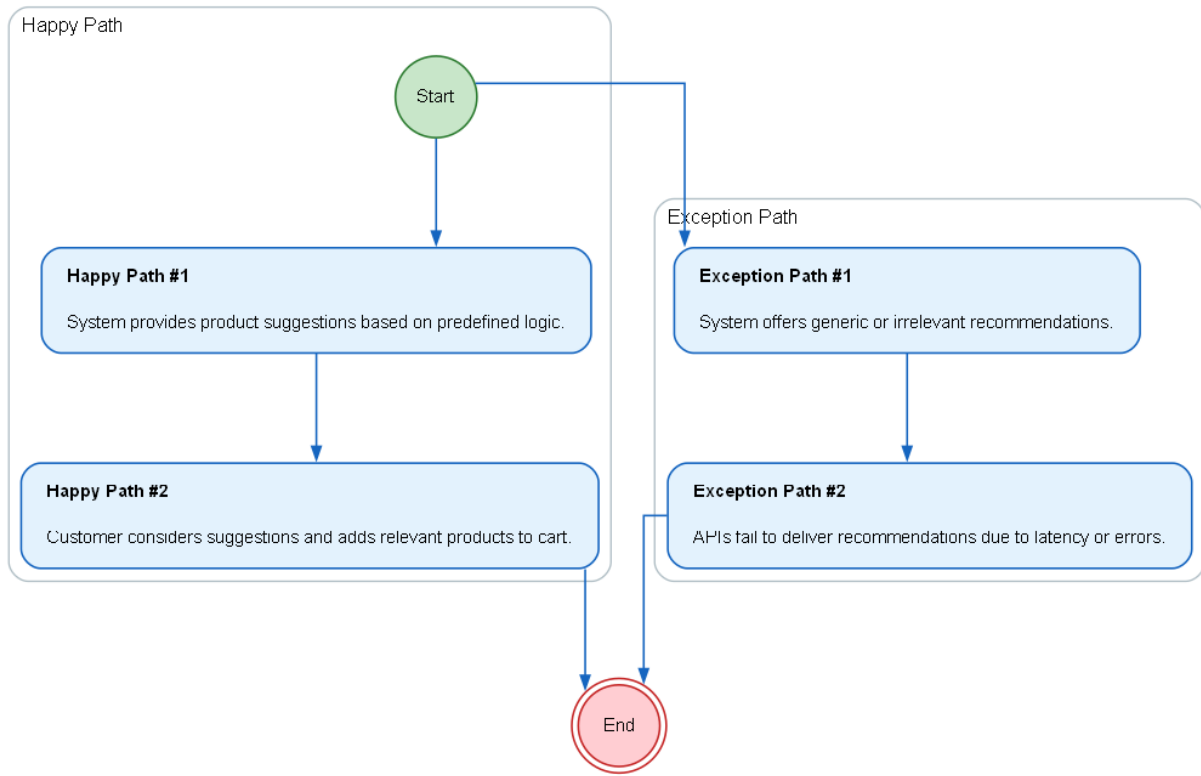 Happy Path
Start
Exception Path
Happy Path #1
System provides product suggestions based on predefined logic.
Exception Path #1
System offers generic or irrelevant recommendations.
Happy Path #2
Customer considers suggestions and adds relevant products to cart.
Exception Path #2
APIs fail to deliver recommendations due to latency or errors.
End